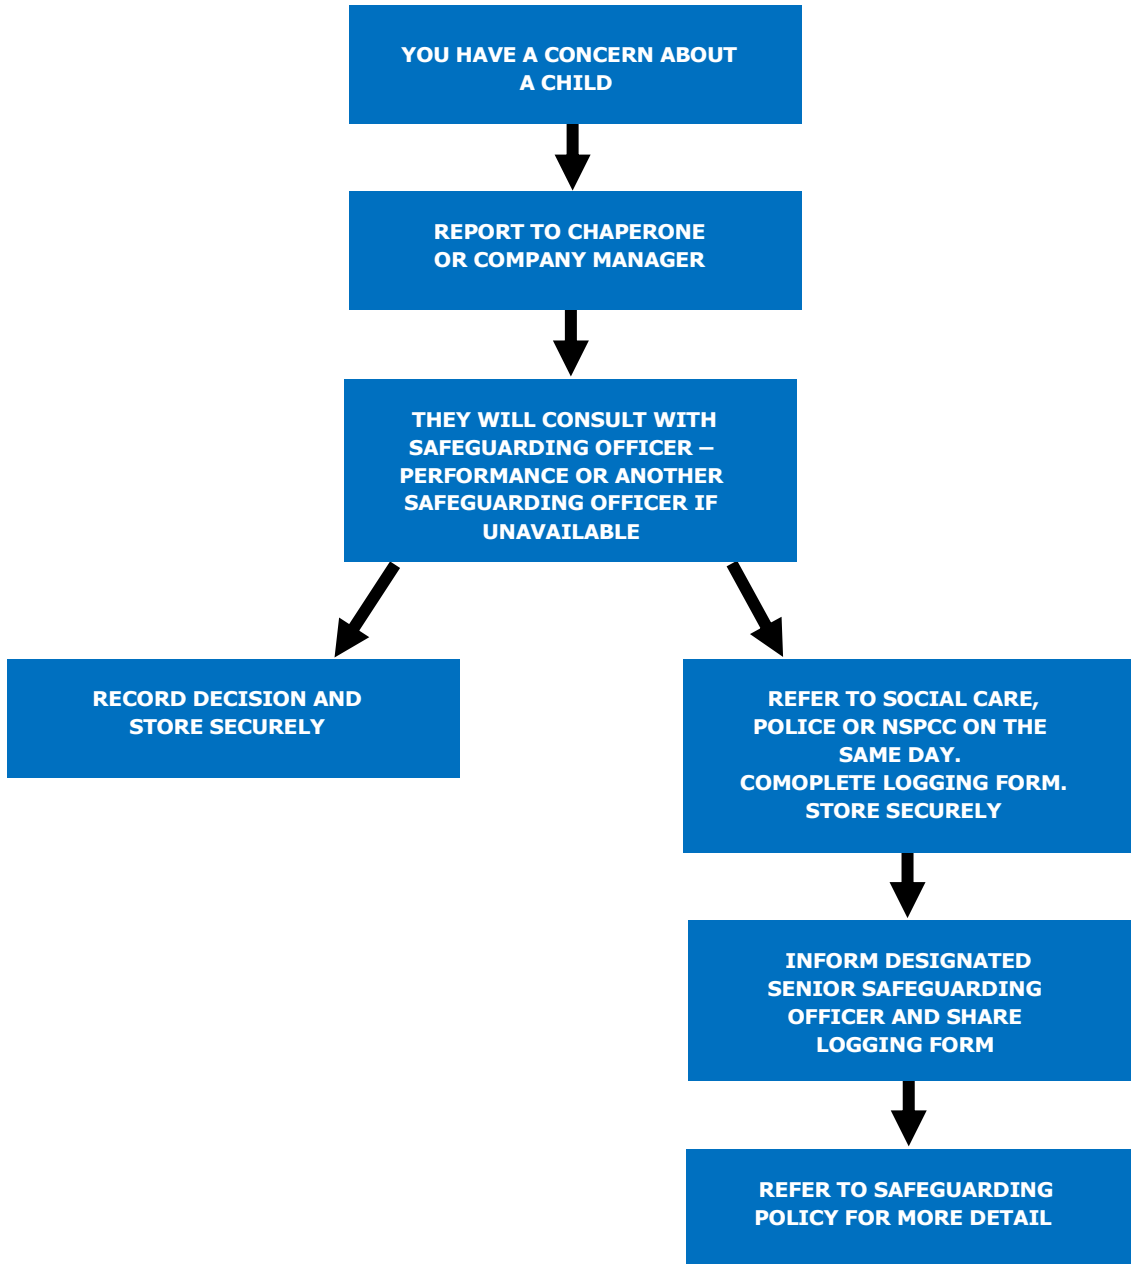 YOU HAVE A CONCERN ABOUT
A CHILD
REPORT TO CHAPERONE
OR COMPANY MANAGER
THEY WILL CONSULT WITH
SAFEGUARDING OFFICER –
PERFORMANCE OR ANOTHER
SAFEGUARDING OFFICER IF
UNAVAILABLE
RECORD DECISION AND
STORE SECURELY
REFER TO SOCIAL CARE,
POLICE OR NSPCC ON THE
SAME DAY.
COMOPLETE LOGGING FORM.
STORE SECURELY
INFORM DESIGNATED
SENIOR SAFEGUARDING
OFFICER AND SHARE
LOGGING FORM
REFER TO SAFEGUARDING
POLICY FOR MORE DETAIL